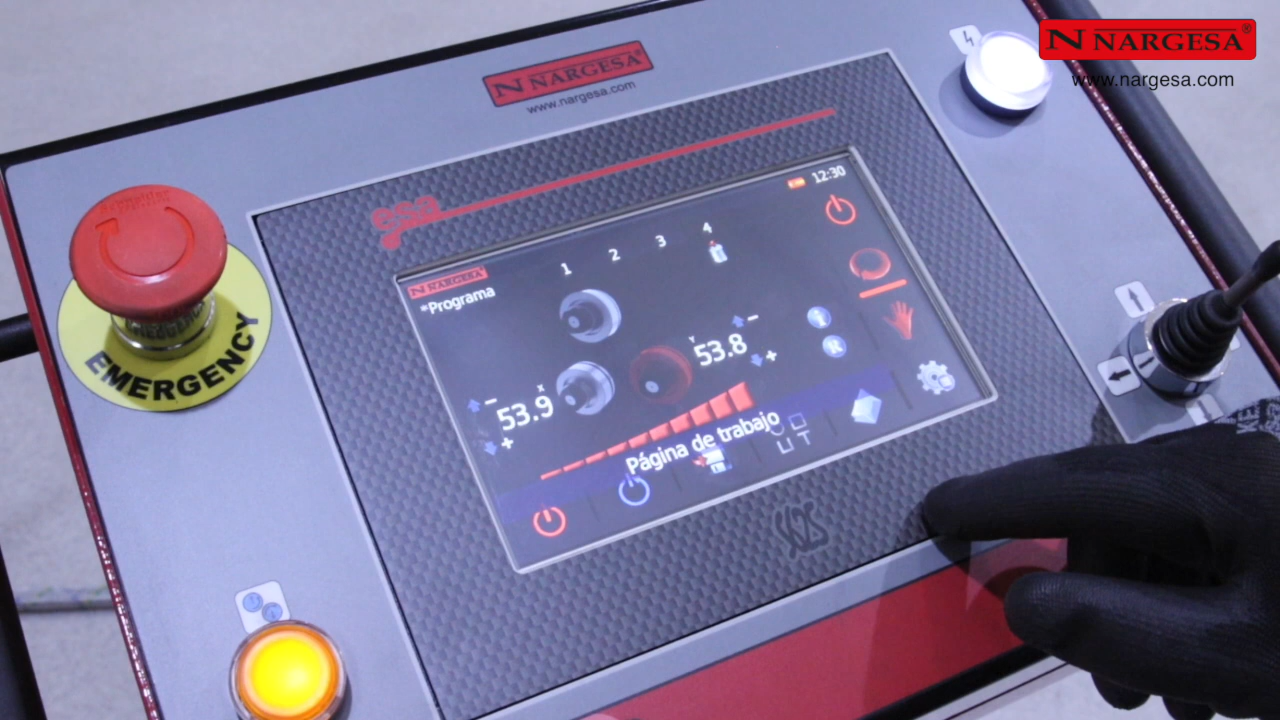 NARGESA®
www.nargesa.com
NARGESA®
www.nargesa.com
esa
12:30
NARGESA
*Programa
1 2 3 4
Y
53.8
X
53.9
R
Página de trabajo
EMERGENCY